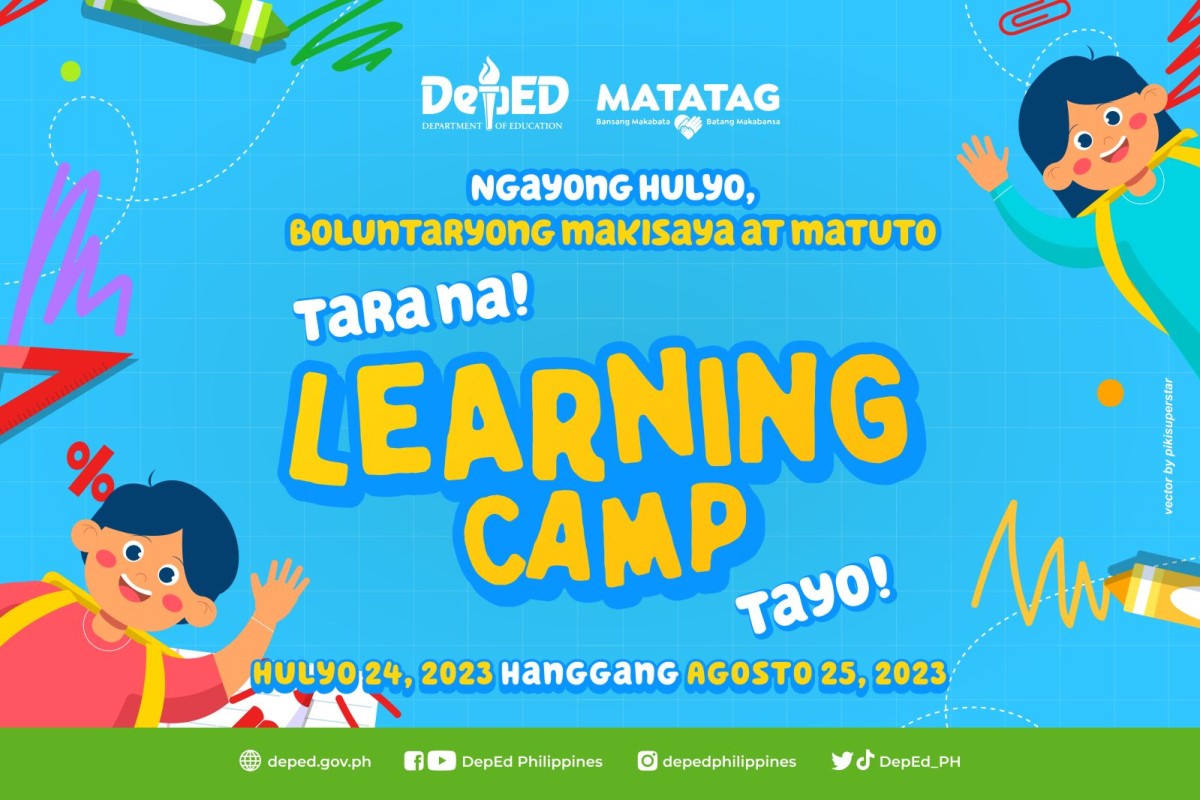 DepED
DEPARTMENT OF EDUCATION
MATATAG
Bansang Makabata Batang Makabansa
NGAYONG HULYO,
BOLUNTARYONG MAKISAYA AT MATUTO
TARA NA!
LEARNING
CAMP
TAYO!
HULYO 24, 2023 HANGGANG AGOSTO 25, 2023
%
vector by pikisuperstar
deped.gov.ph
DepEd Philippines
depedphilippines
DepEd_PH